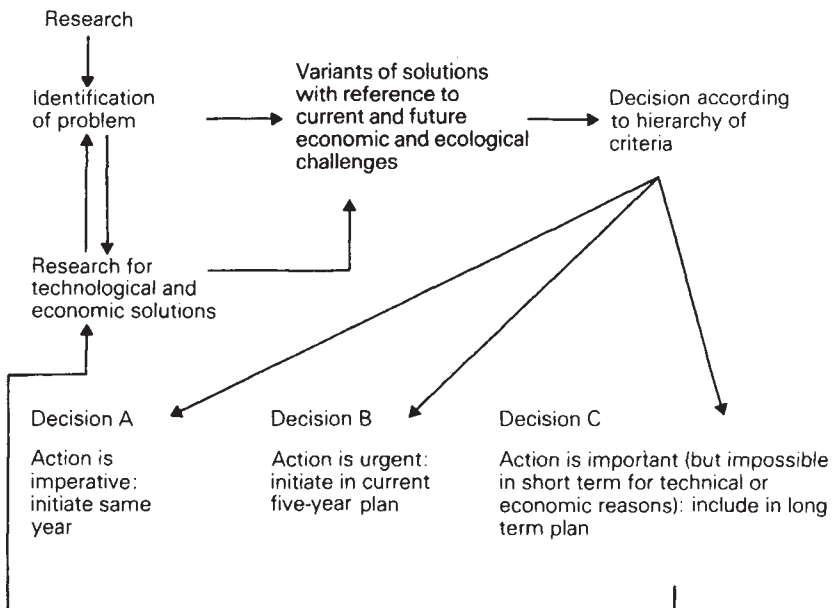 Research
Identification
of problem
Variants of solutions
with reference to
current and future
economic and ecological
challenges
Decision according
to hierarchy of
criteria
Research for
technological and
economic solutions
Decision A
Action is
imperative:
initiate same
year
Decision B
Action is urgent:
initiate in current
five-year plan
Decision C
Action is important (but impossible
in short term for technical or
economic reasons): include in long
term plan